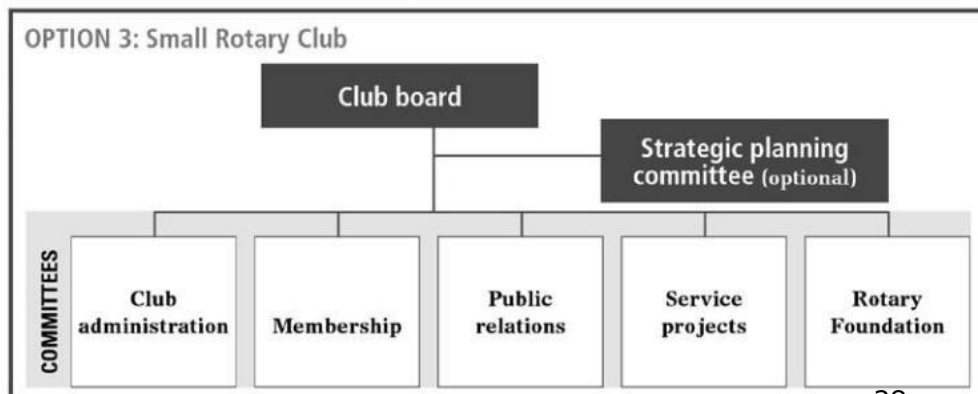 OPTION 3: Small Rotary Club
Club board
Strategic planning
committee (optional)
COMMITTEES
Club
administration
Membership
Public
relations
Service
projects
Rotary
Foundation